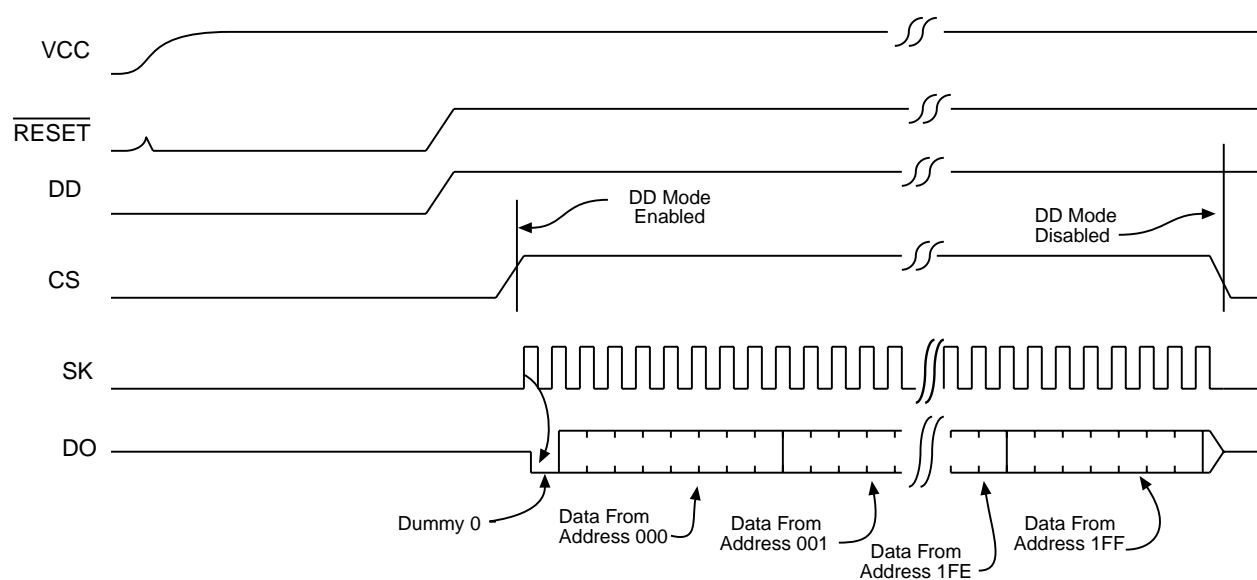 VCC
RESET
DD
DD Mode
Enabled
DD Mode
Disabled
CS
SK
DO
Dummy 0
Data From
Address 000
Data From
Address 001
Data From
Address 1FE
Data From
Address 1FF